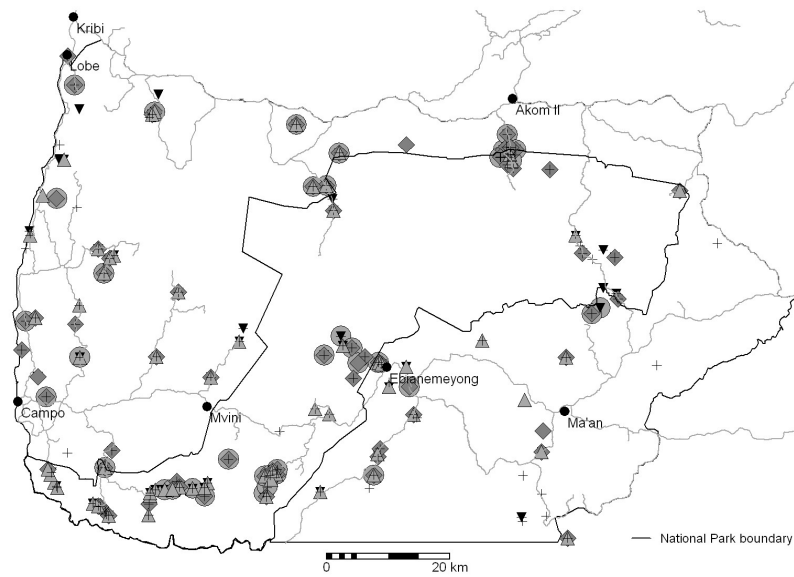 Kribi
Lobe
Akom II
Ebianemeyong
Campo
Mvini
Ma'an
National Park boundary
0 20 km